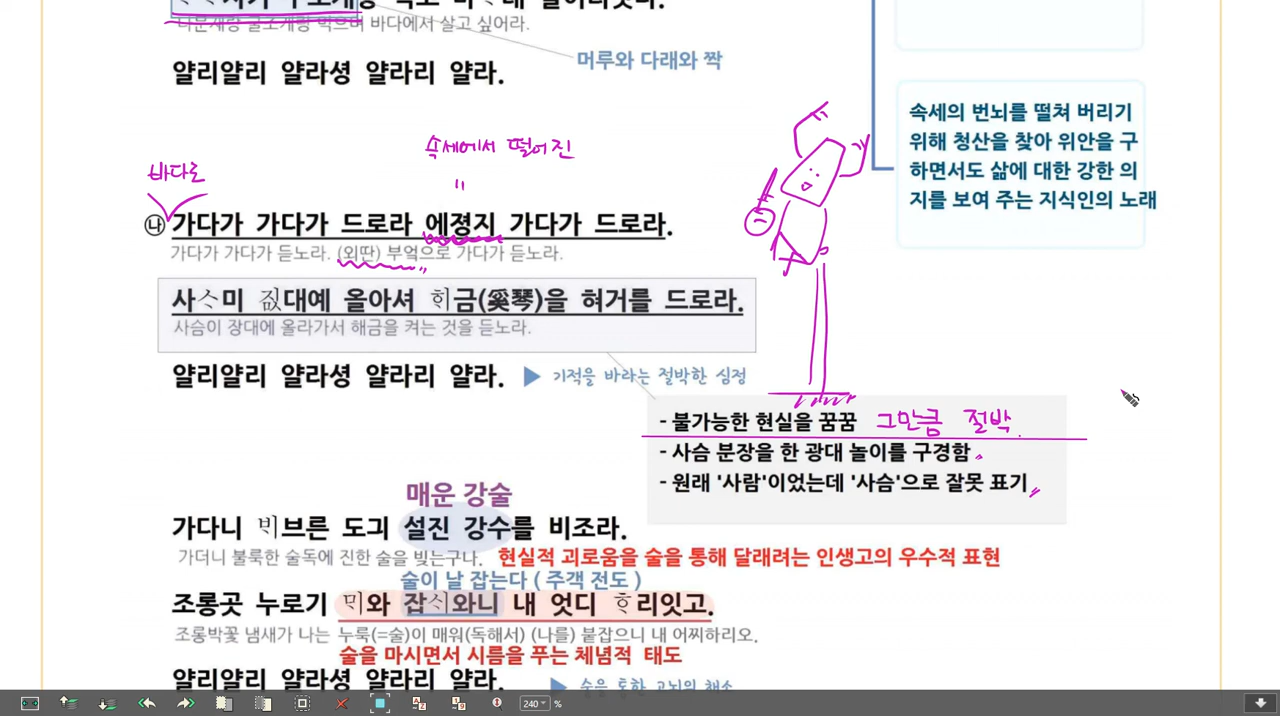 나문재랑 굴조개랑 먹으며 바다에서 살고 싶어라.
머루와 다래와 짝
얄리얄리 얄라셩 얄라리 얄라.
속세의 번뇌를 떨쳐 버리기
위해 청산을 찾아 위안을 구
하면서도 삶에 대한 강한 의
지를 보여 주는 지식인의 노래
속세에서 떨어진
바다로
"
㉯ 가다가 가다가 드로라 에졍지 가다가 드로라.
가다가 가다가 듣노라. (외딴) 부엌으로 가다가 듣노라.
사ᄉᆞ미 지ᇝ대예 올아셔 ᄒᆡ금(奚琴)을 혀거를 드로라.
사슴이 장대에 올라가서 해금을 켜는 것을 듣노라.
얄리얄리 얄라셩 얄라리 얄라.
▶ 기적을 바라는 절박한 심정
- 불가능한 현실을 꿈꿈 그만큼 절박.
- 사슴 분장을 한 광대 놀이를 구경함
- 원래 '사람'이었는데 '사슴'으로 잘못 표기
매운 강술
가다니 ᄇᆡ브른 도긔 설진 강수를 비조라.
가더니 불룩한 술독에 진한 술을 빚는구나. 현실적 괴로움을 술을 통해 달래려는 인생고의 우수적 표현
술이 날 잡는다 ( 주객 전도 )
조롱곳 누로기 ᄆᆡ와 잡ᄉᆞ와니 내 엇디 ᄒᆞ리잇고.
조롱박꽃 냄새가 나는 누룩(=술)이 매워(독해서) (나를) 붙잡으니 내 어찌하리오.
술을 마시면서 시름을 푸는 체념적 태도
얄리얄리 얄라셩 얄라리 얄라.
▶ 술을 통한 고뇌의 해소
240 %